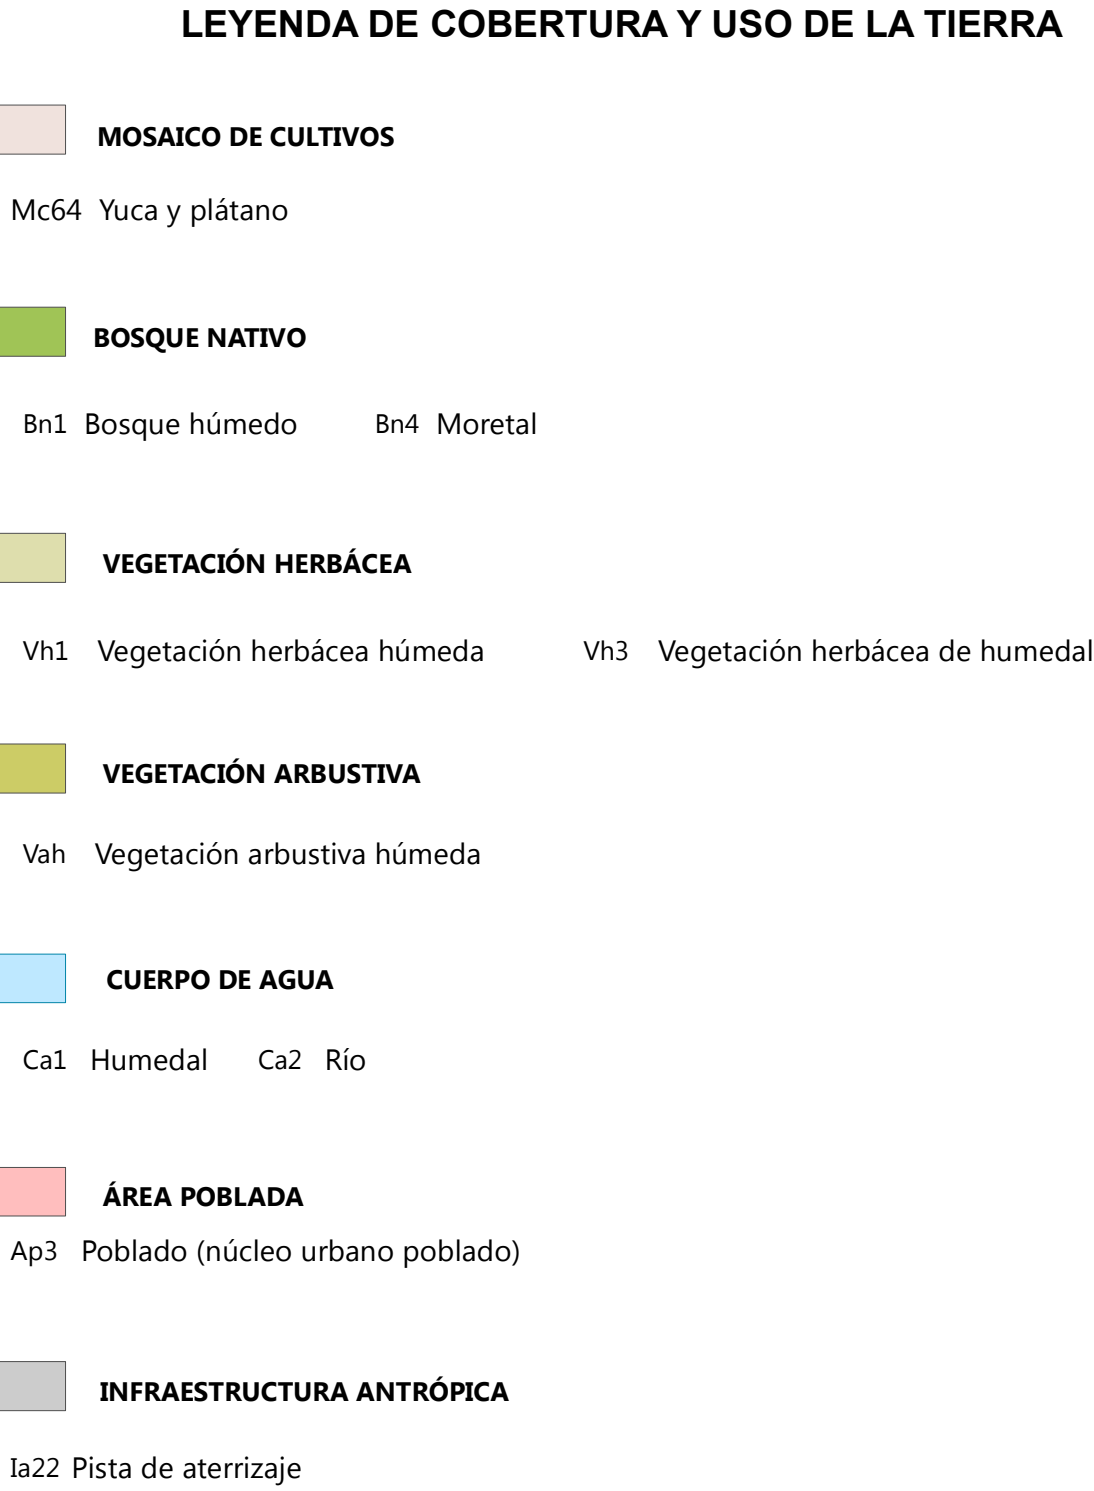 LEYENDA DE COBERTURA Y USO DE LA TIERRA
MOSAICO DE CULTIVOS
Mc64 Yuca y plátano
BOSQUE NATIVO
Bn1 Bosque húmedo Bn4 Moretal
VEGETACIÓN HERBÁCEA
Vh1 Vegetación herbácea húmeda Vh3 Vegetación herbácea de humedal
VEGETACIÓN ARBUSTIVA
Vah Vegetación arbustiva húmeda
CUERPO DE AGUA
Ca1 Humedal Ca2 Río
ÁREA POBLADA
Ap3 Poblado (núcleo urbano poblado)
INFRAESTRUCTURA ANTRÓPICA
Ia22 Pista de aterrizaje